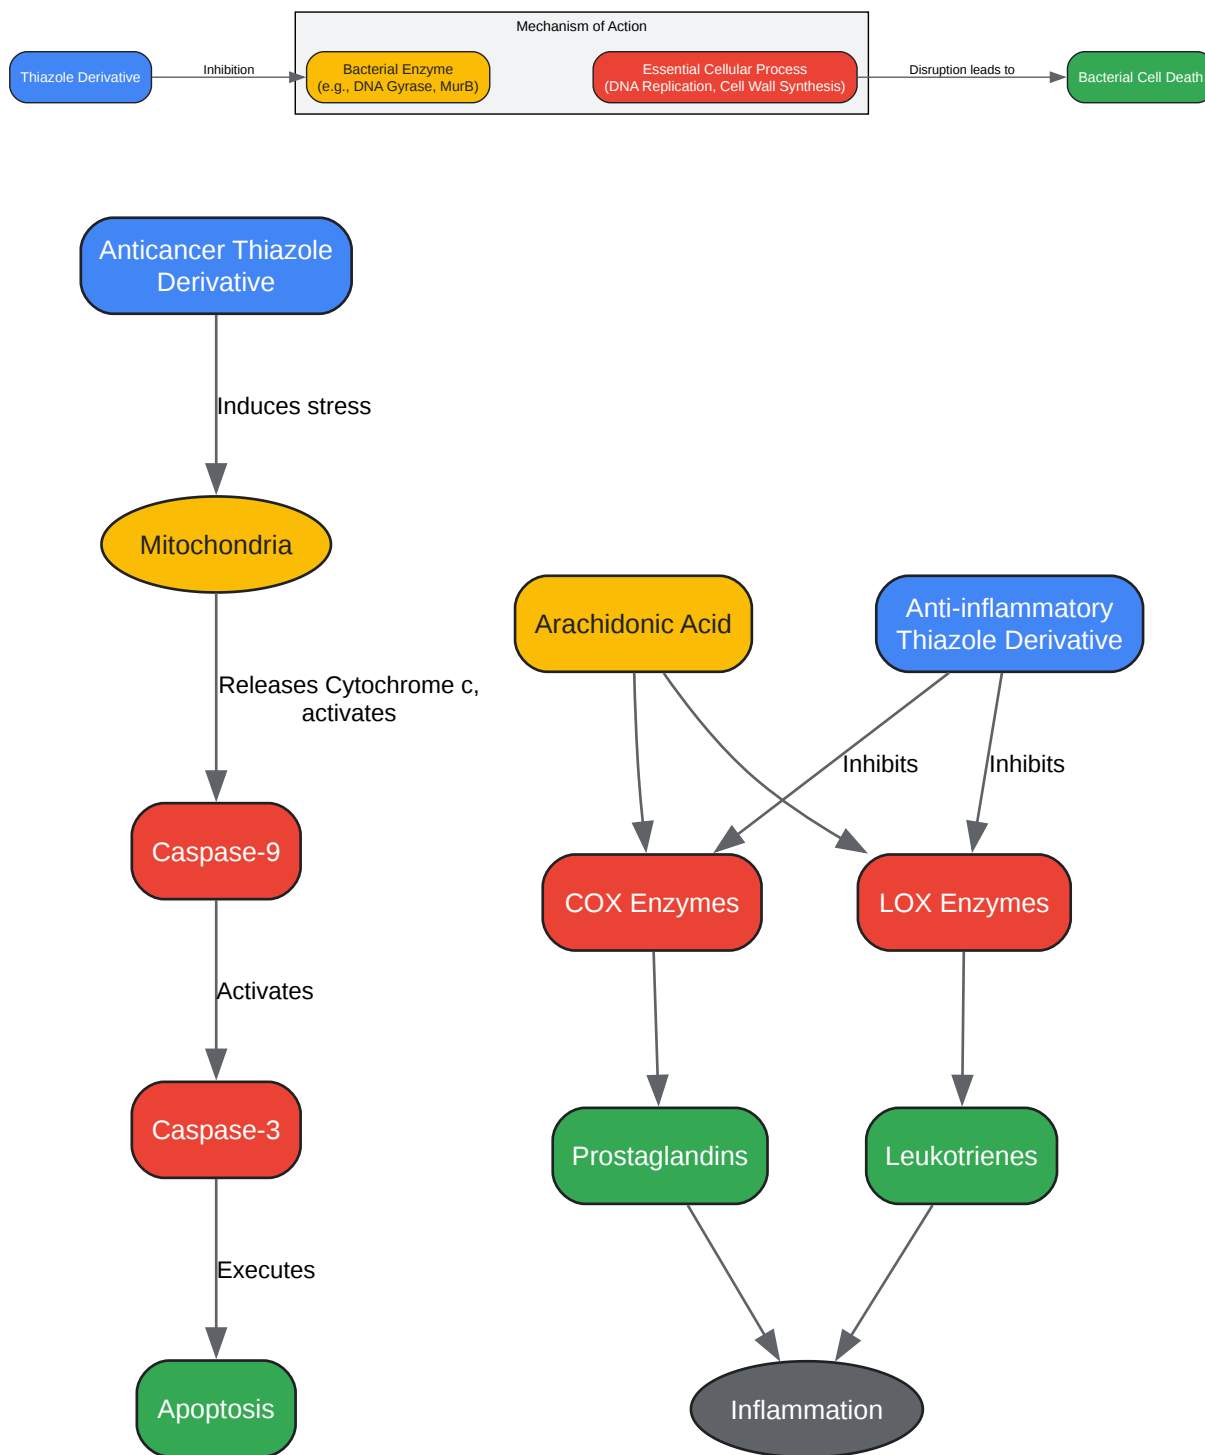 Mechanism of Action
Thiazole Derivative
Inhibition
Bacterial Enzyme
(e.g., DNA Gyrase, MurB)
Essential Cellular Process
(DNA Replication, Cell Wall Synthesis)
Disruption leads to
Bacterial Cell Death
Anticancer Thiazole
Derivative
Induces stress
Mitochondria
Releases Cytochrome c,
activates
Caspase-9
Activates
Caspase-3
Executes
Apoptosis
Arachidonic Acid
Anti-inflammatory
Thiazole Derivative
Inhibits
Inhibits
COX Enzymes
LOX Enzymes
Prostaglandins
Leukotrienes
Inflammation